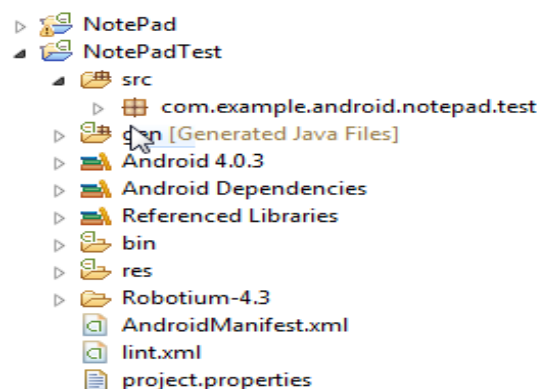 NotePad
NotePadTest
src
com.example.android.notepad.test
[Generated Java Files]
Android 4.0.3
Android Dependencies
Referenced Libraries
bin
res
Robotium-4.3
AndroidManifest.xml
lint.xml
project.properties